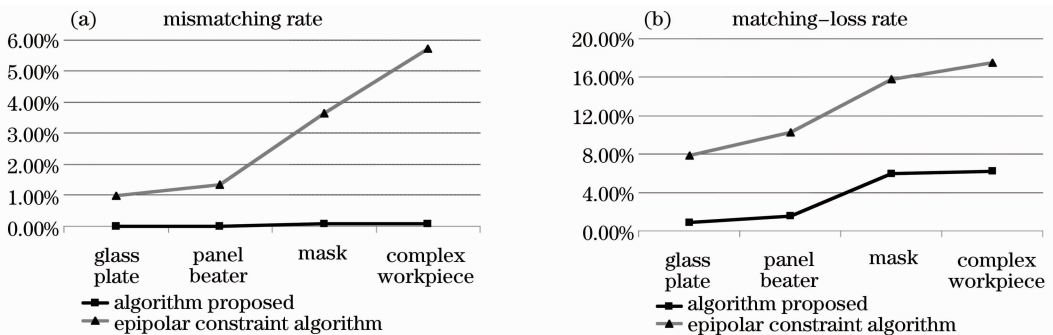 (a) mismatching rate
6.00%
5.00%
4.00%
3.00%
2.00%
1.00%
0.00%
glass plate
panel beater
mask
complex workpiece
algorithm proposed
epipolar constraint algorithm
(b) matching-loss rate
20.00%
16.00%
12.00%
8.00%
4.00%
0.00%
glass plate
panel beater
mask
complex workpiece
algorithm proposed
epipolar constraint algorithm